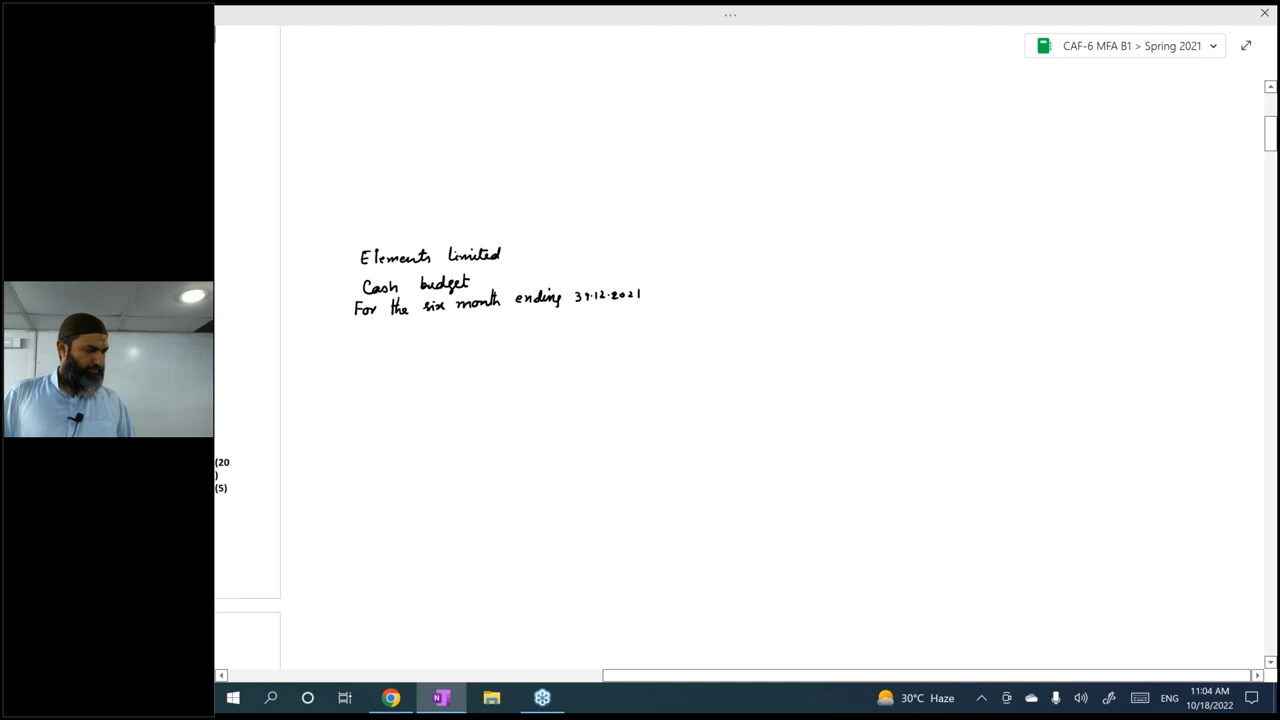 CAF-6 MFA B1 > Spring 2021
Elements Limited
Cash budget
For the six month ending 31.12.2021
(20
)
(5)
30°C Haze
ENG
11:04 AM
10/18/2022